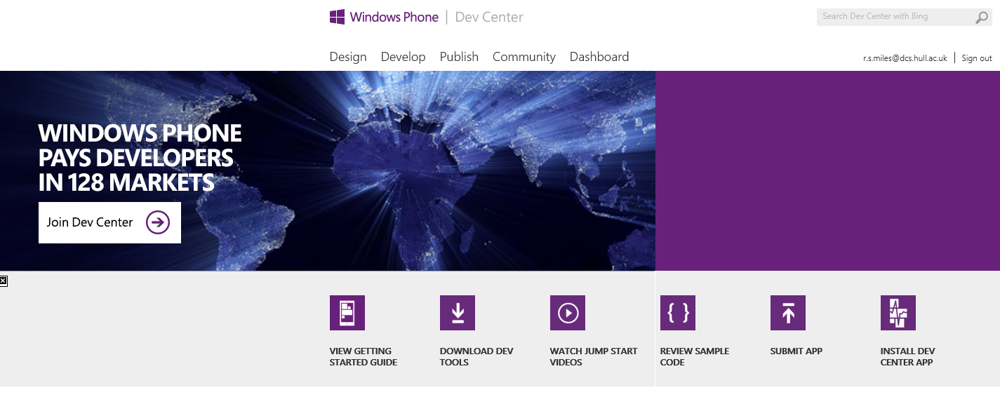 Windows Phone | Dev Center
Search Dev Center with Bing
Design Develop Publish Community Dashboard
r.s.miles@dcs.hull.ac.uk | Sign out
WINDOWS PHONE
PAYS DEVELOPERS
IN 128 MARKETS
Join Dev Center
VIEW GETTING
STARTED GUIDE
DOWNLOAD DEV
TOOLS
WATCH JUMP START
VIDEOS
{ }
REVIEW SAMPLE
CODE
SUBMIT APP
INSTALL DEV
CENTER APP